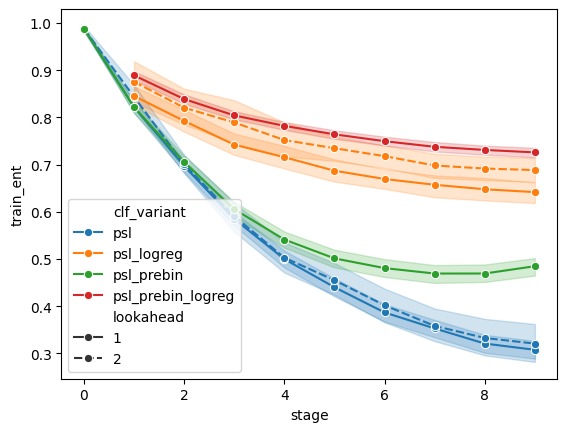 1.0
0.9
0.8
0.7
0.6
0.5
0.4
0.3
train_ent
clf_variant
psl
psl_logreg
psl_prebin
psl_prebin_logreg
lookahead
1
2
0 2 4 6 8
stage